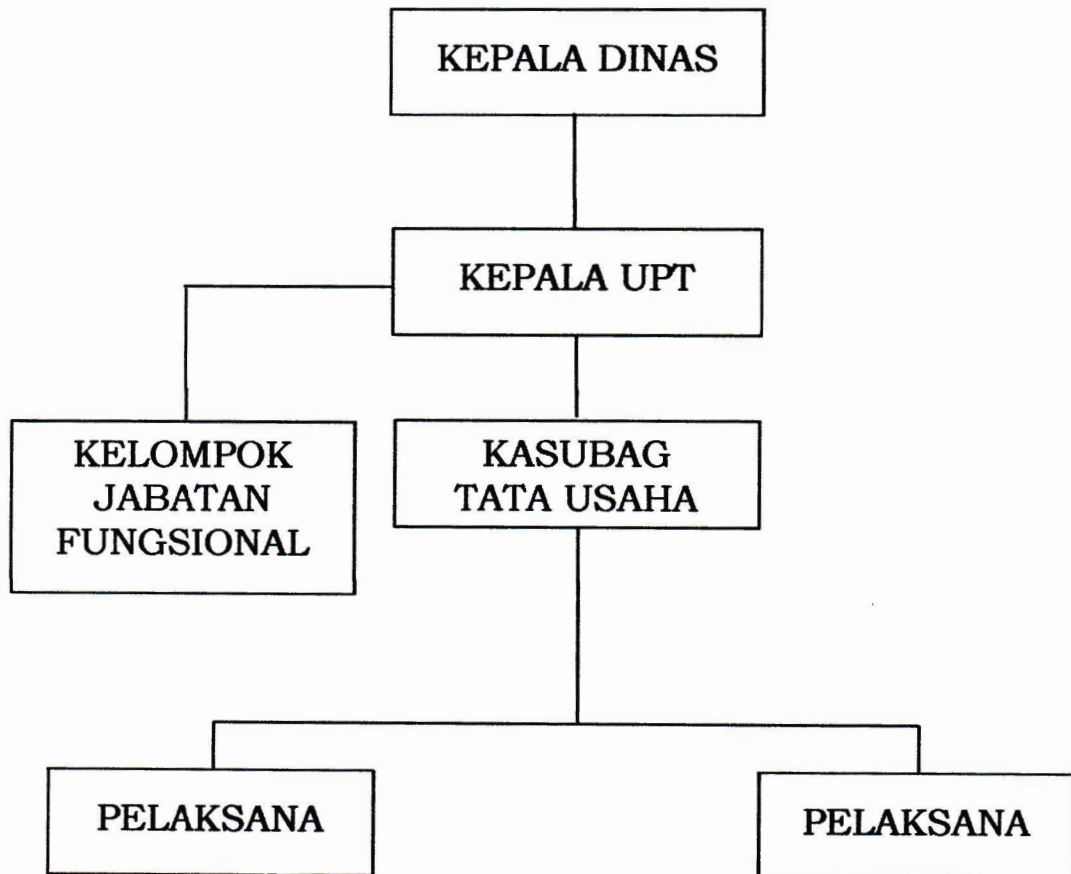 KEPALA DINAS
KEPALA UPT
KELOMPOK
JABATAN
FUNGSIONAL
KASUBAG
TATA USAHA
PELAKSANA
PELAKSANA